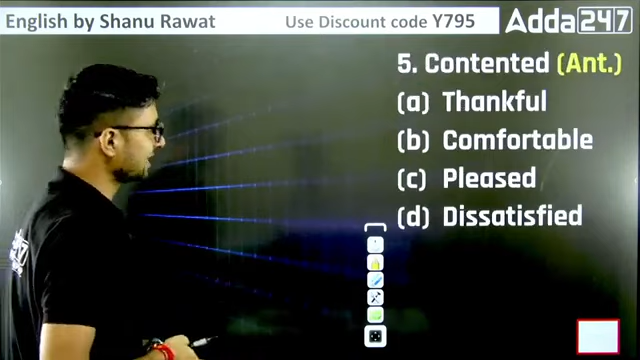 English by Shanu Rawat
Use Discount code Y795
Adda247
5. Contented (Ant.)
(a) Thankful
(b) Comfortable
(c) Pleased
(d) Dissatisfied